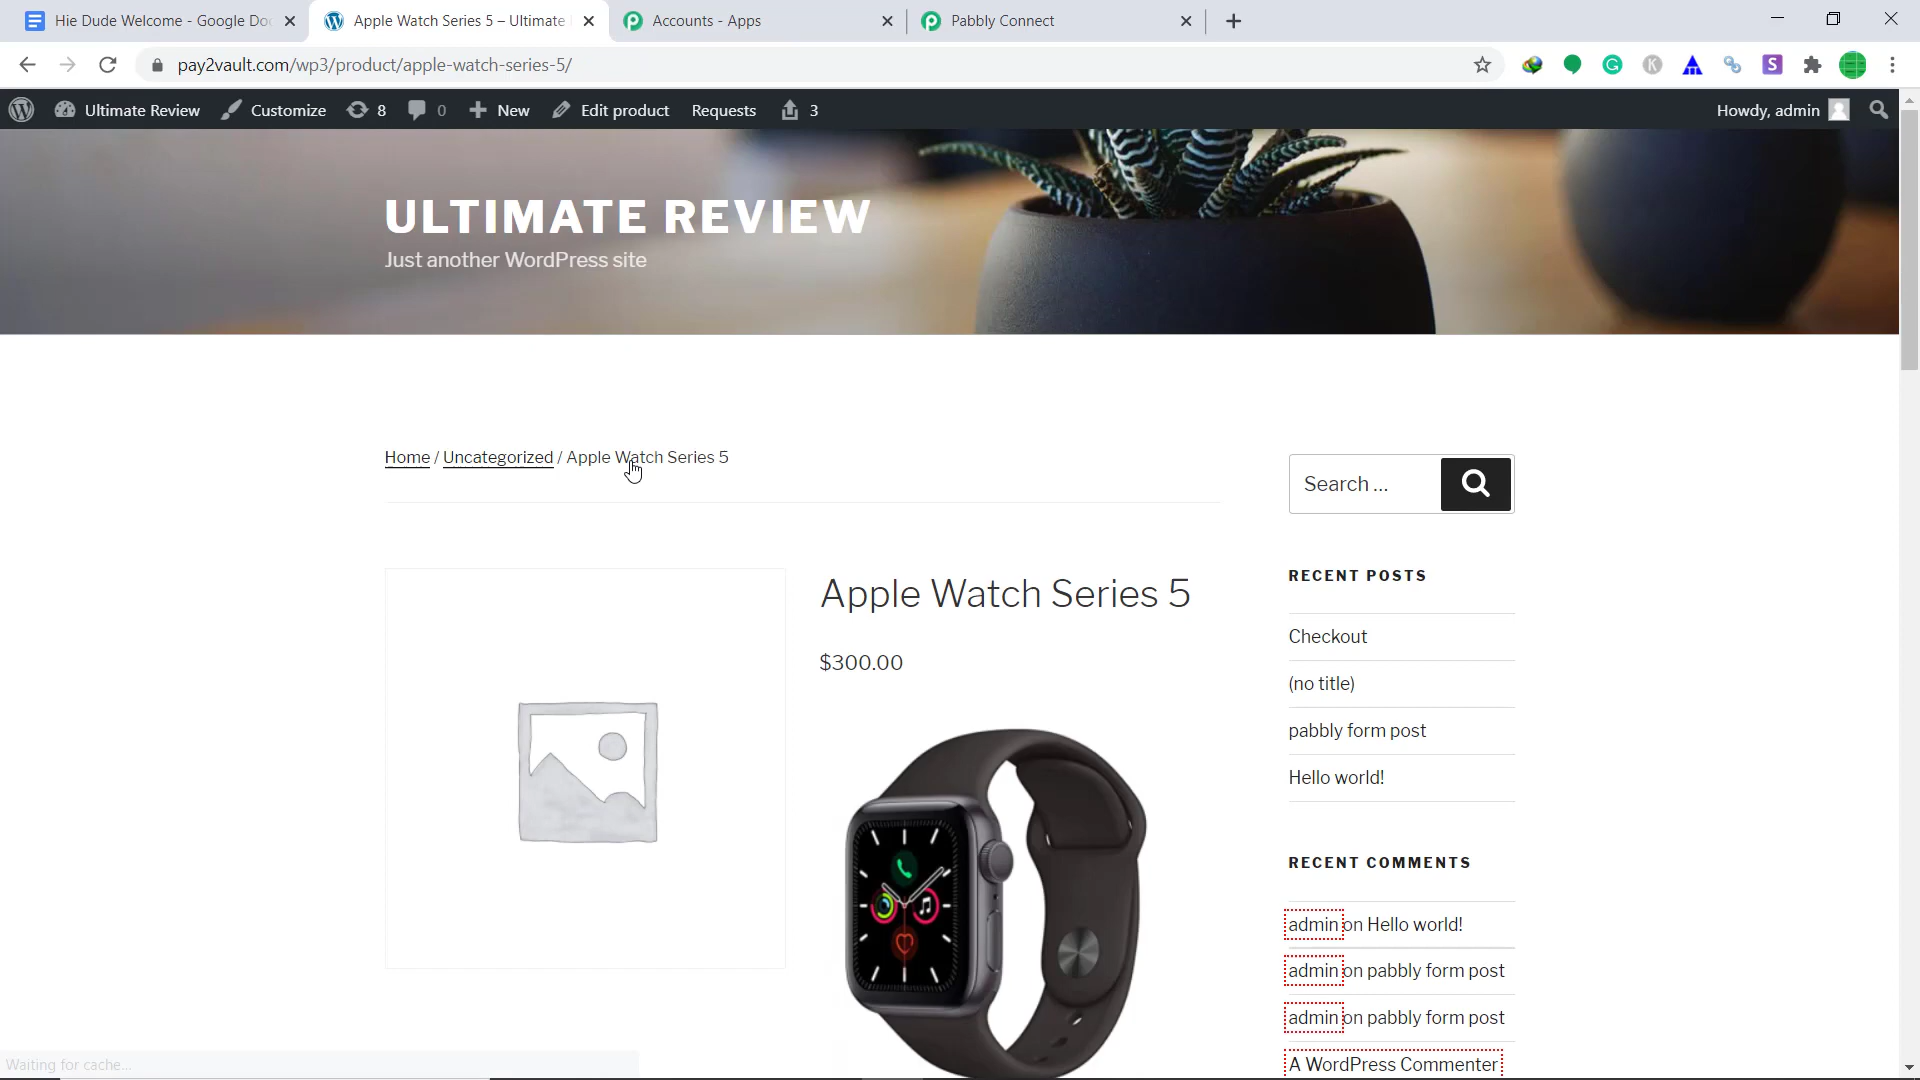 Hie Dude Welcome - Google Do
Apple Watch Series 5 – Ultimate
Accounts - Apps
Pabbly Connect
pay2vault.com/wp3/product/apple-watch-series-5/
K
S
Ultimate Review
Customize
8
0
New
Edit product
Requests
3
Howdy, admin
ULTIMATE REVIEW
Just another WordPress site
Home / Uncategorized / Apple Watch Series 5
Search ...
Apple Watch Series 5
$300.00
RECENT POSTS
Checkout
(no title)
pabbly form post
Hello world!
RECENT COMMENTS
admin on Hello world!
admin on pabbly form post
admin on pabbly form post
A WordPress Commenter
Waiting for cache...